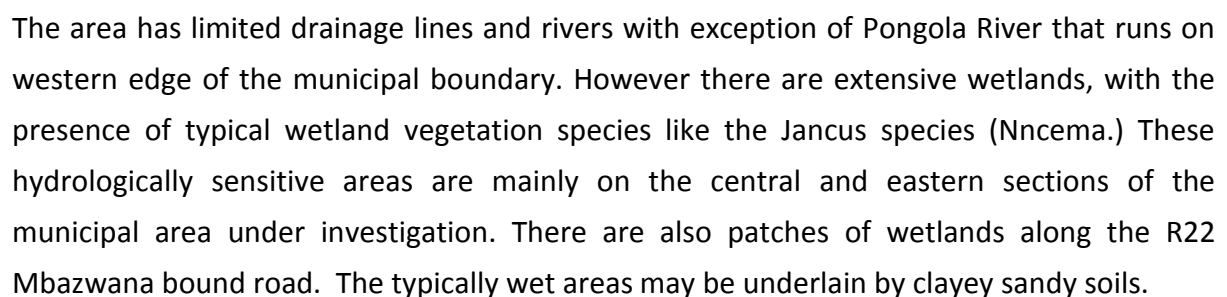 The area has limited drainage lines and rivers with exception of Pongola River that runs on
western edge of the municipal boundary. However there are extensive wetlands, with the
presence of typical wetland vegetation species like the Jancus species (Nncema.) These
hydrologically sensitive areas are mainly on the central and eastern sections of the
municipal area under investigation. There are also patches of wetlands along the R22
Mbazwana bound road.  The typically wet areas may be underlain by clayey sandy soils.